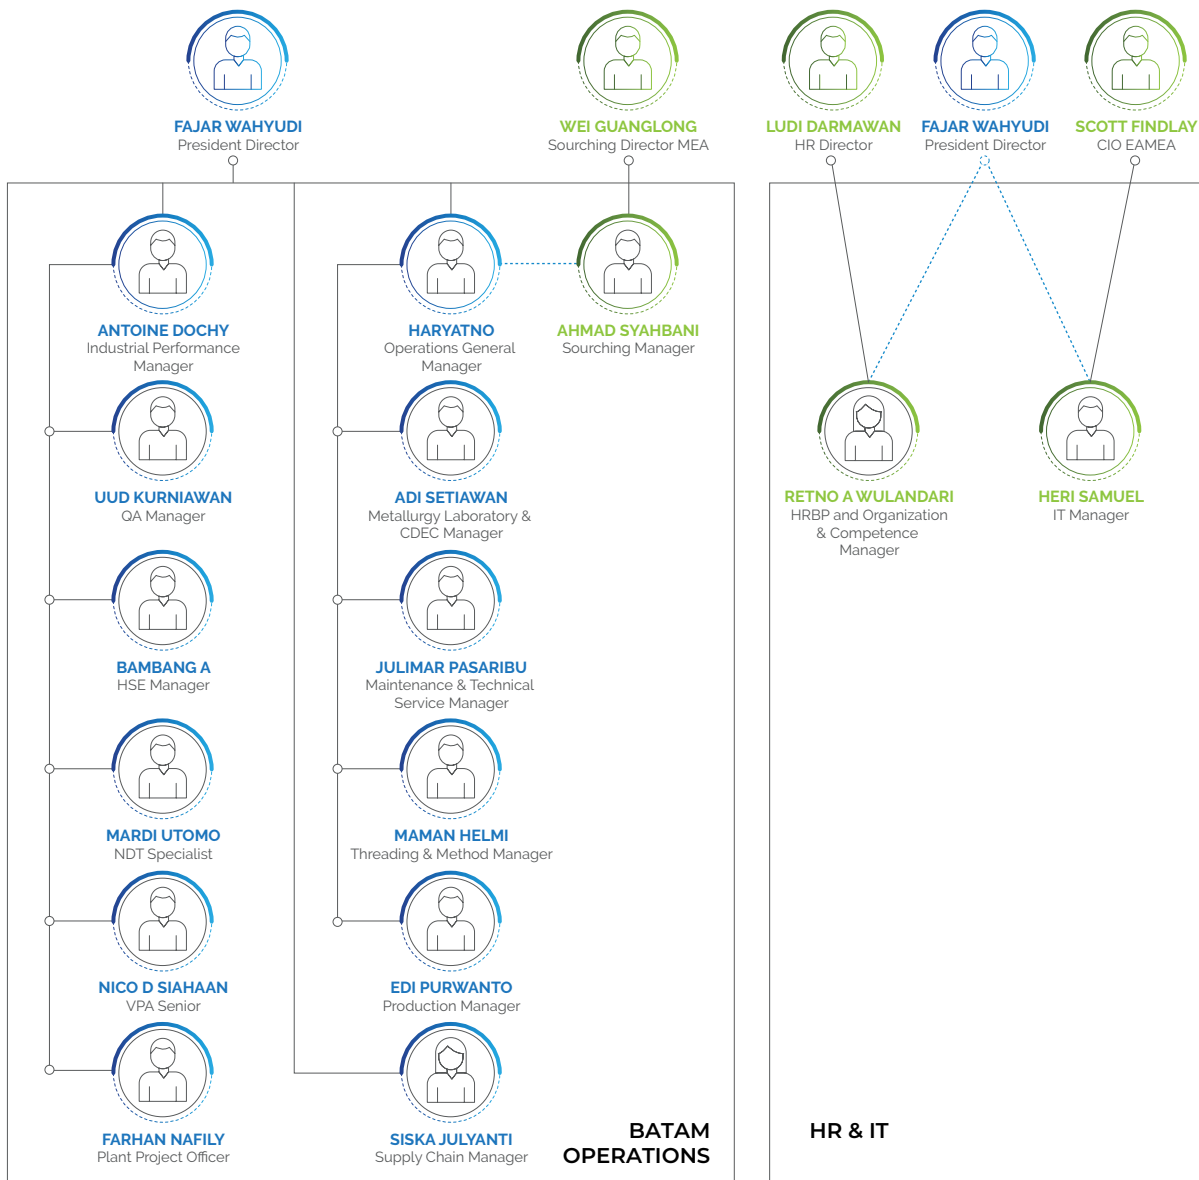 FAJAR WAHYUDI
President Director
WEI GUANGLONG
Sourching Director MEA
LUDI DARMAWAN
HR Director
FAJAR WAHYUDI
President Director
SCOTT FINDLAY
CIO EAMEA
ANTOINE DOCHY
Industrial Performance
Manager
HARYATNO
Operations General
Manager
AHMAD SYAHBANI
Sourching Manager
UUD KURNIAWAN
QA Manager
ADI SETIAWAN
Metallurgy Laboratory &
CDEC Manager
RETNO A WULANDARI
HRBP and Organization
& Competence
Manager
HERI SAMUEL
IT Manager
BAMBANG A
HSE Manager
JULIMAR PASARIBU
Maintenance & Technical
Service Manager
MARDI UTOMO
NDT Specialist
MAMAN HELMI
Threading & Method Manager
NICO D SIAHAAN
VPA Senior
EDI PURWANTO
Production Manager
FARHAN NAFILY
Plant Project Officer
SISKA JULYANTI
Supply Chain Manager
BATAM
OPERATIONS
HR & IT